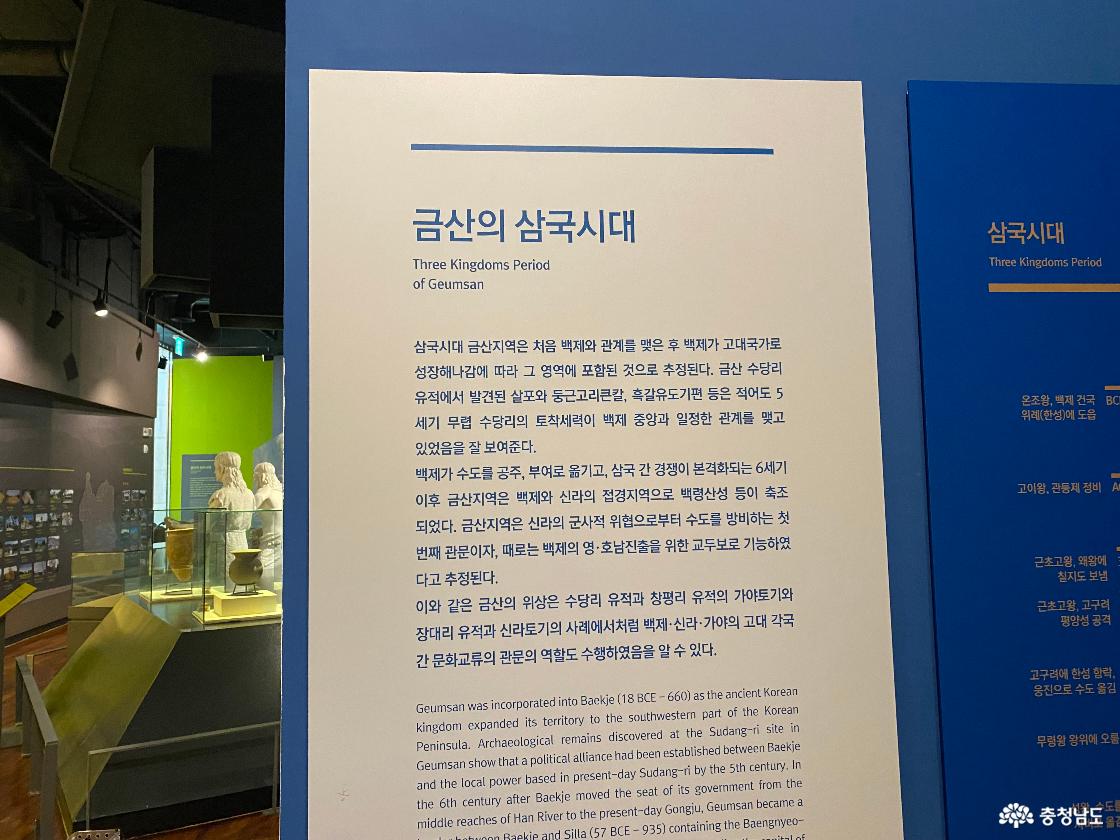 금산의 삼국시대
Three Kingdoms Period
of Geumsan
삼국시대 금산지역은 처음 백제와 관계를 맺은 후 백제가 고대국가로
성장해나감에 따라 그 영역에 포함된 것으로 추정된다. 금산 수당리
유적에서 발견된 살포와 둥근고리큰칼, 흑갈유도기편 등은 적어도 5
세기 무렵 수당리의 토착세력이 백제 중앙과 일정한 관계를 맺고
있었음을 잘 보여준다.
백제가 수도를 공주, 부여로 옮기고, 삼국 간 경쟁이 본격화되는 6세기
이후 금산지역은 백제와 신라의 접경지역으로 백령산성 등이 축조
되었다. 금산지역은 신라의 군사적 위협으로부터 수도를 방비하는 첫
번째 관문이자, 때로는 백제의 영·호남진출을 위한 교두보로 기능하였
다고 추정된다.
이와 같은 금산의 위상은 수당리 유적과 창평리 유적의 가야토기와
장대리 유적과 신라토기의 사례에서처럼 백제·신라·가야의 고대 각국
간 문화교류의 관문의 역할도 수행하였음을 알 수 있다.
Geumsan was incorporated into Baekje (18 BCE – 660) as the ancient Korean
kingdom expanded its territory to the southwestern part of the Korean
Peninsula. Archaeological remains discovered at the Sudang-ri site in
Geumsan show that a political alliance had been established between Baekje
and the local power based in present-day Sudang-ri by the 5th century. In
the 6th century after Baekje moved the seat of its government from the
middle reaches of Han River to the present-day Gongju, Geumsan became a
between Baekje and Silla (57 BCE – 935) containing the Baengnyeo-
capital of
삼국시대
Three Kingdoms Period
온조왕, 백제 건국
위례(한성)에 도읍
고이왕, 관등제 정비
근초고왕, 왜왕에
칠지도 보냄
근초고왕, 고구려
평양성 공격
고구려에 한성 함락,
웅진으로 수도 옮김
무령왕 왕위에 오름
충청남도